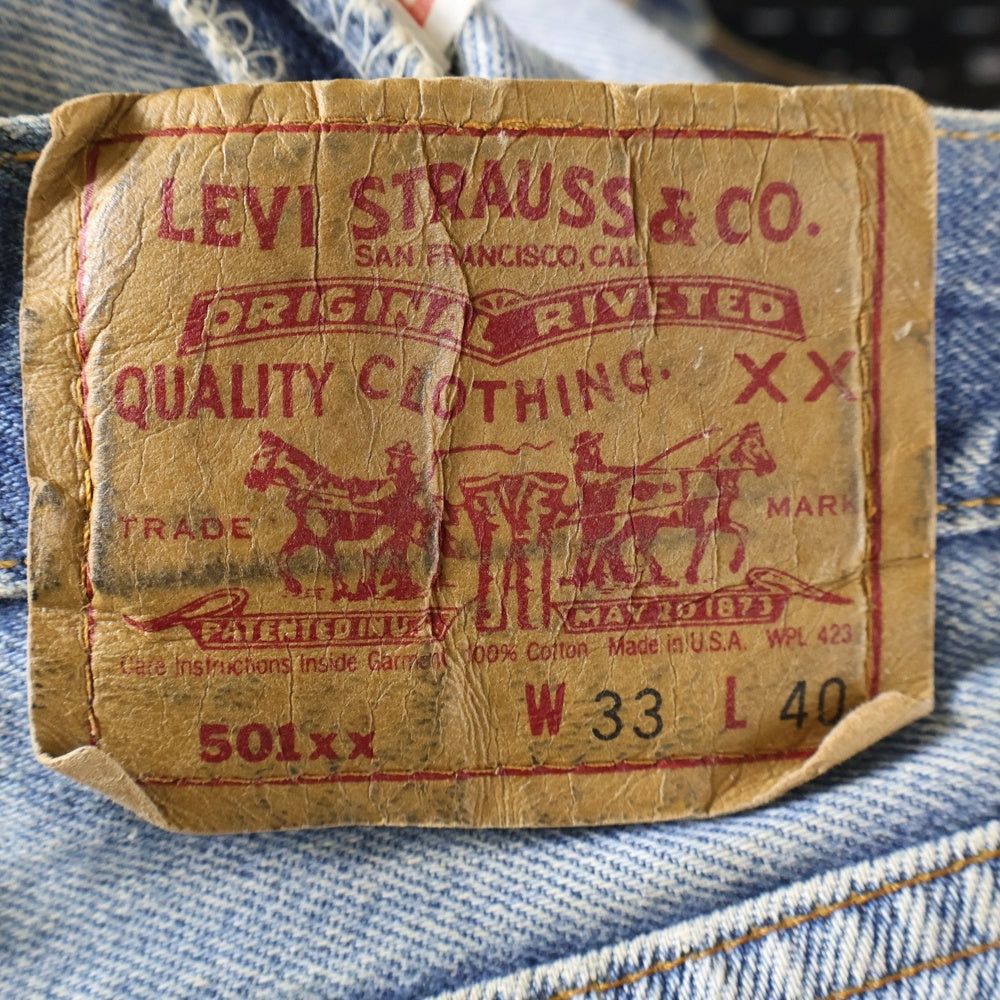 LEVI STRAUSS & CO.
SAN FRANCISCO, CAL
ORIGINAL RIVETED
QUALITY CLOTHING. XX
TRADE MARK
PATENTED IN U.S. MAY 20 1873
Care Instructions Inside Garment 100% Cotton Made in U.S.A. WPL 423
501xx W 33 L 40